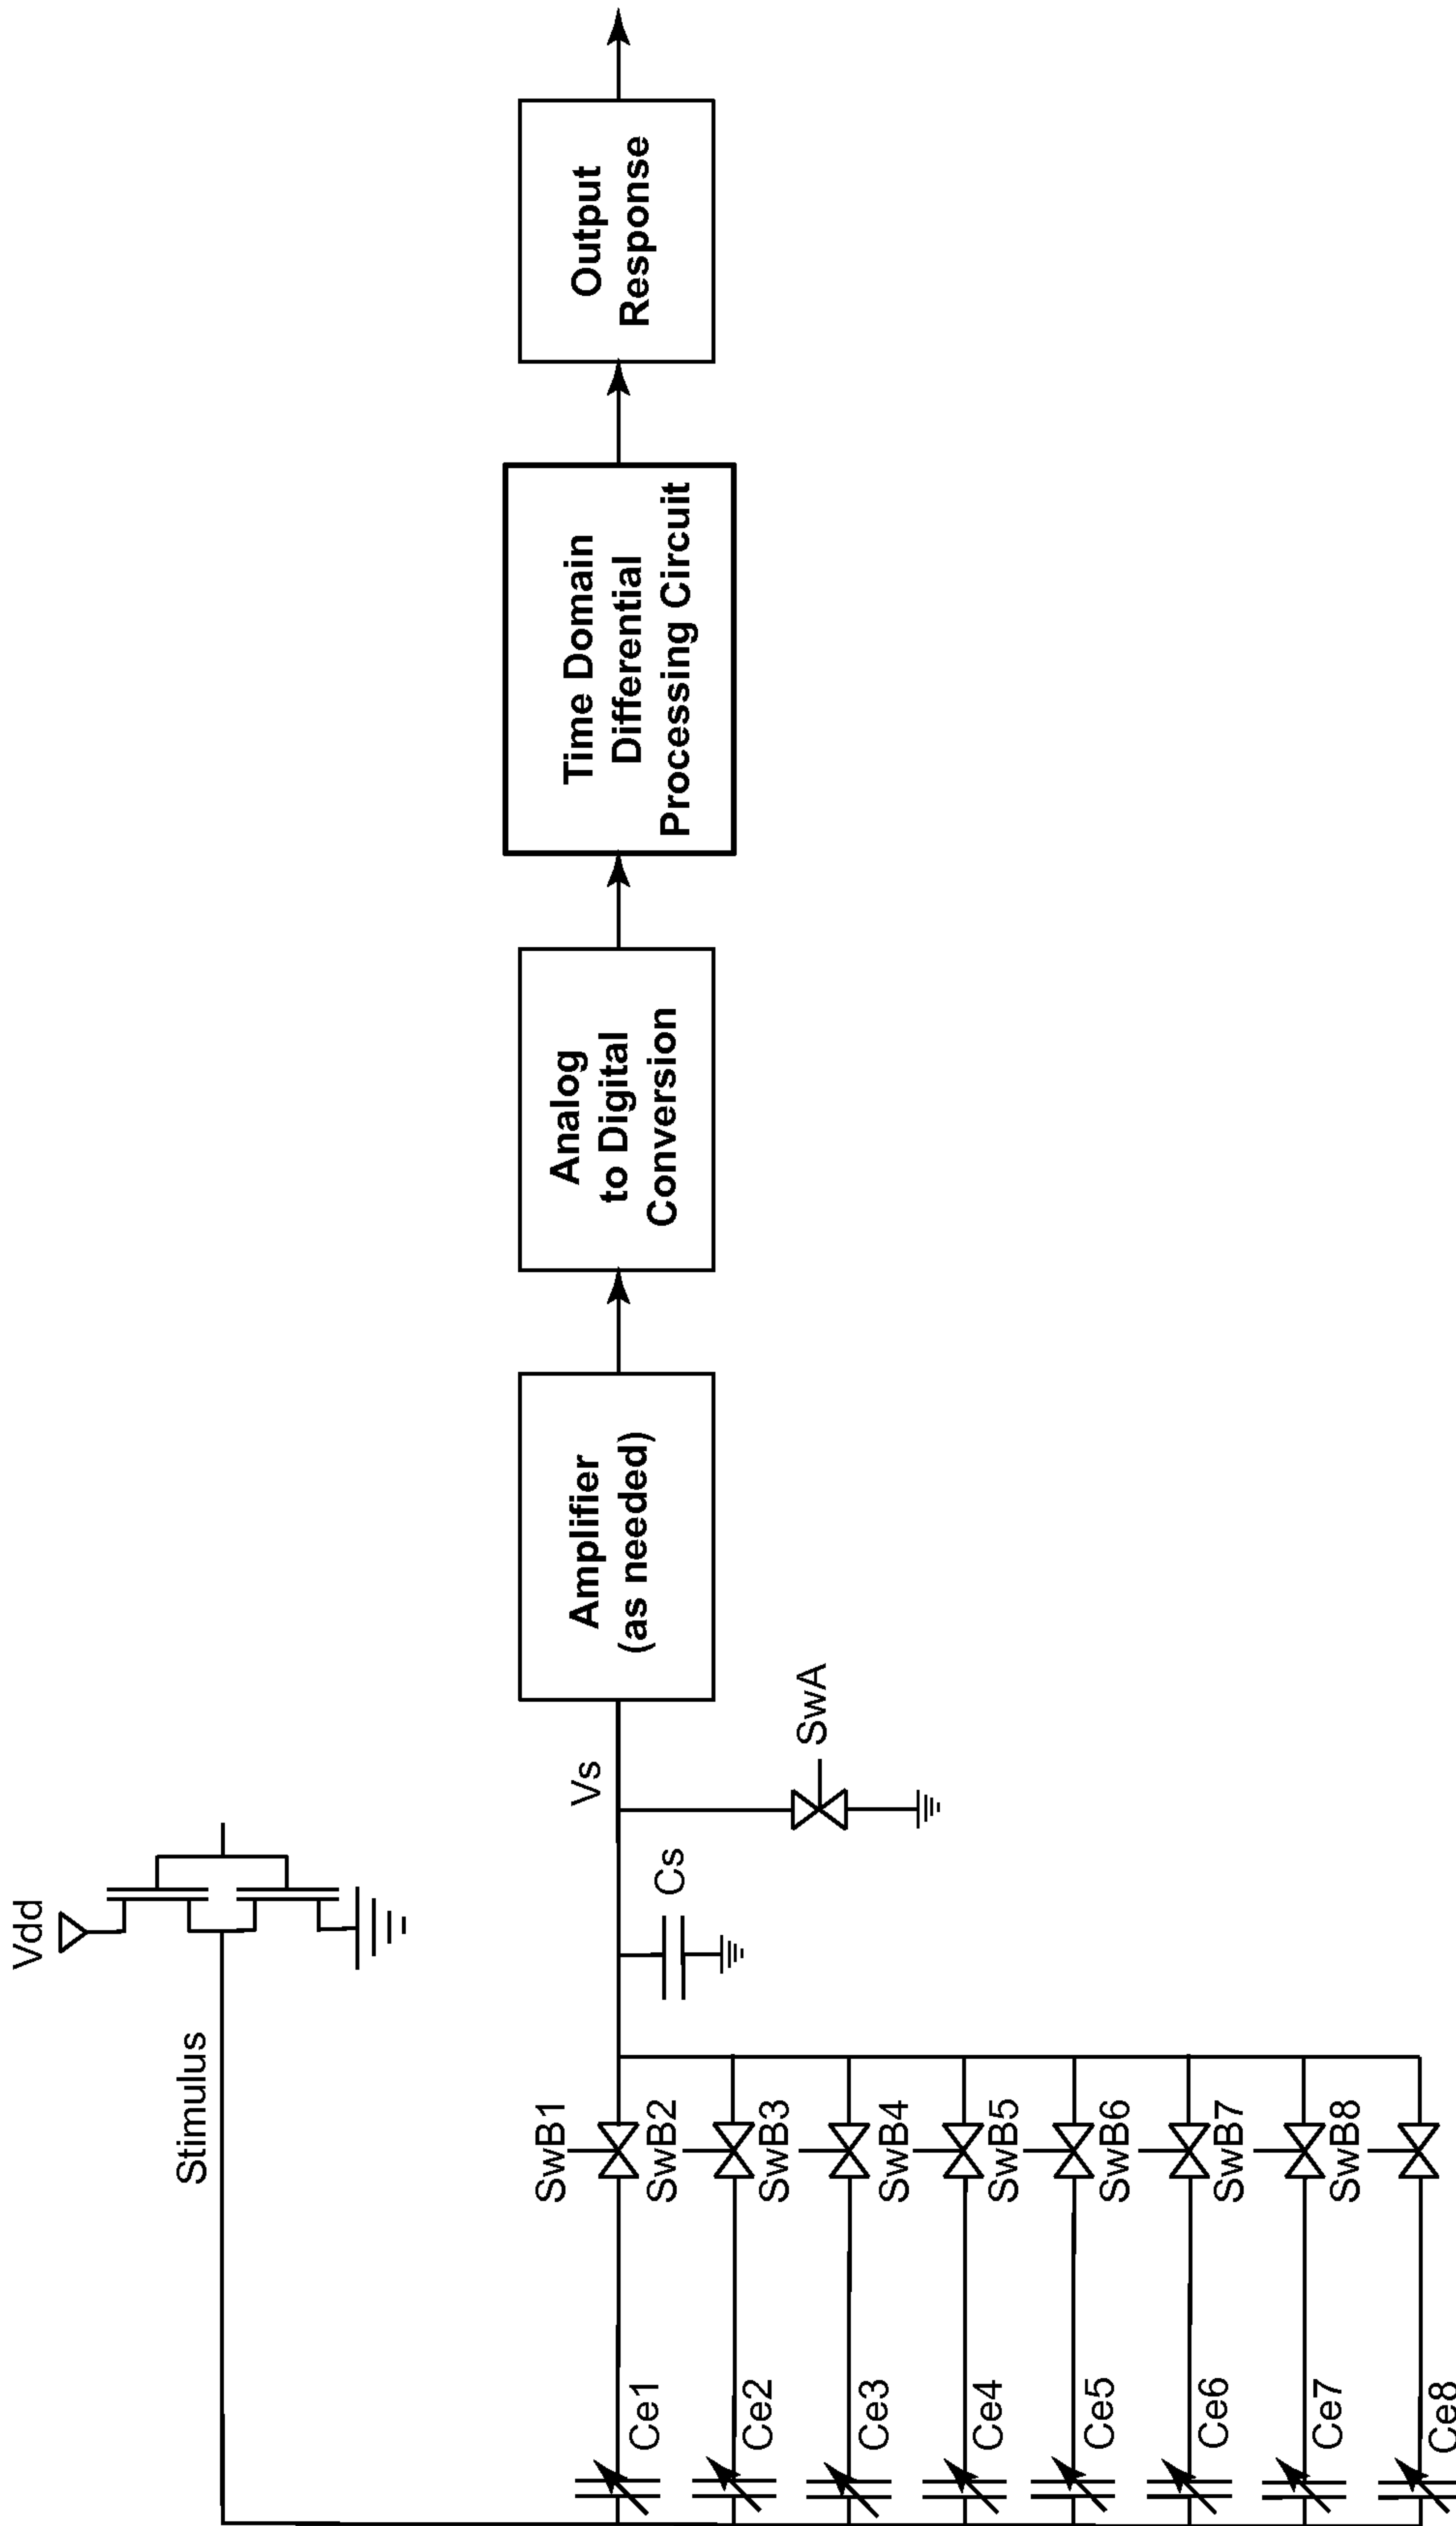 Vdd
Stimulus
SwB1
SwB2
SwB3
SwB4
SwB5
SwB6
SwB7
SwB8
Ce1
Ce2
Ce3
Ce4
Ce5
Ce6
Ce7
Ce8
Cs
Vs
SwA
Amplifier
(as needed)
Analog
to Digital
Conversion
Time Domain
Differential
Processing Circuit
Output
Response